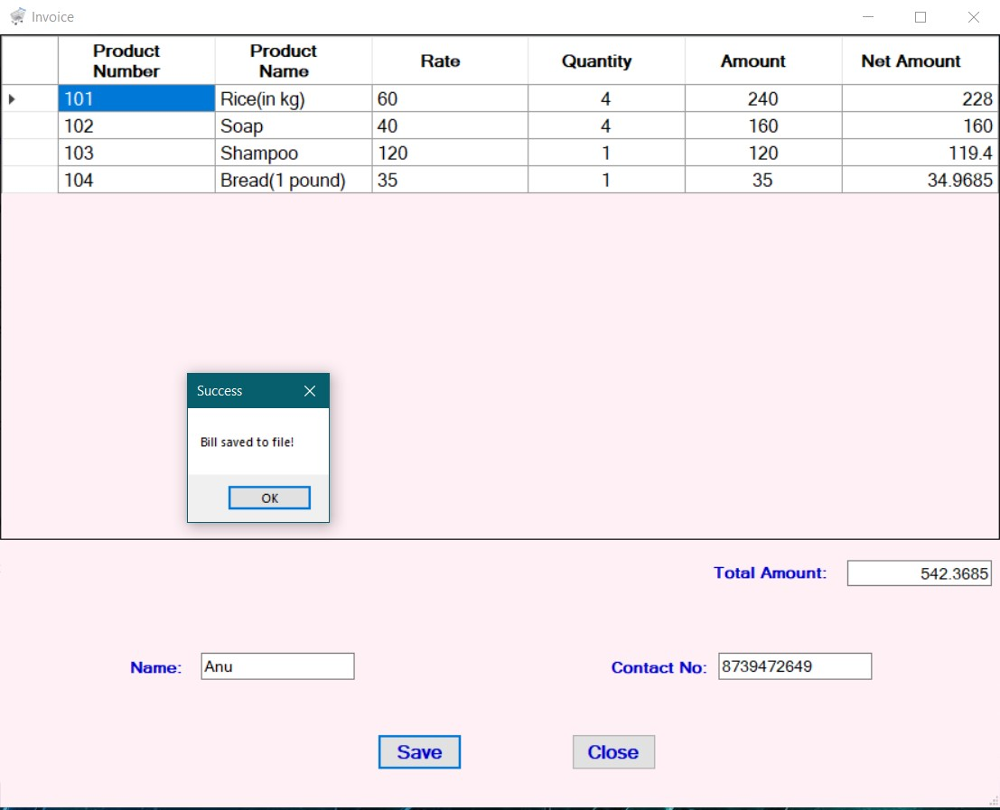 Invoice
Product Number Product Name Rate Quantity Amount Net Amount
101 Rice(in kg) 60 4 240 228
102 Soap 40 4 160 160
103 Shampoo 120 1 120 119.4
104 Bread(1 pound) 35 1 35 34.9685
Success
Bill saved to file!
OK
Total Amount: 542.3685
Name: Anu Contact No: 8739472649
Save Close